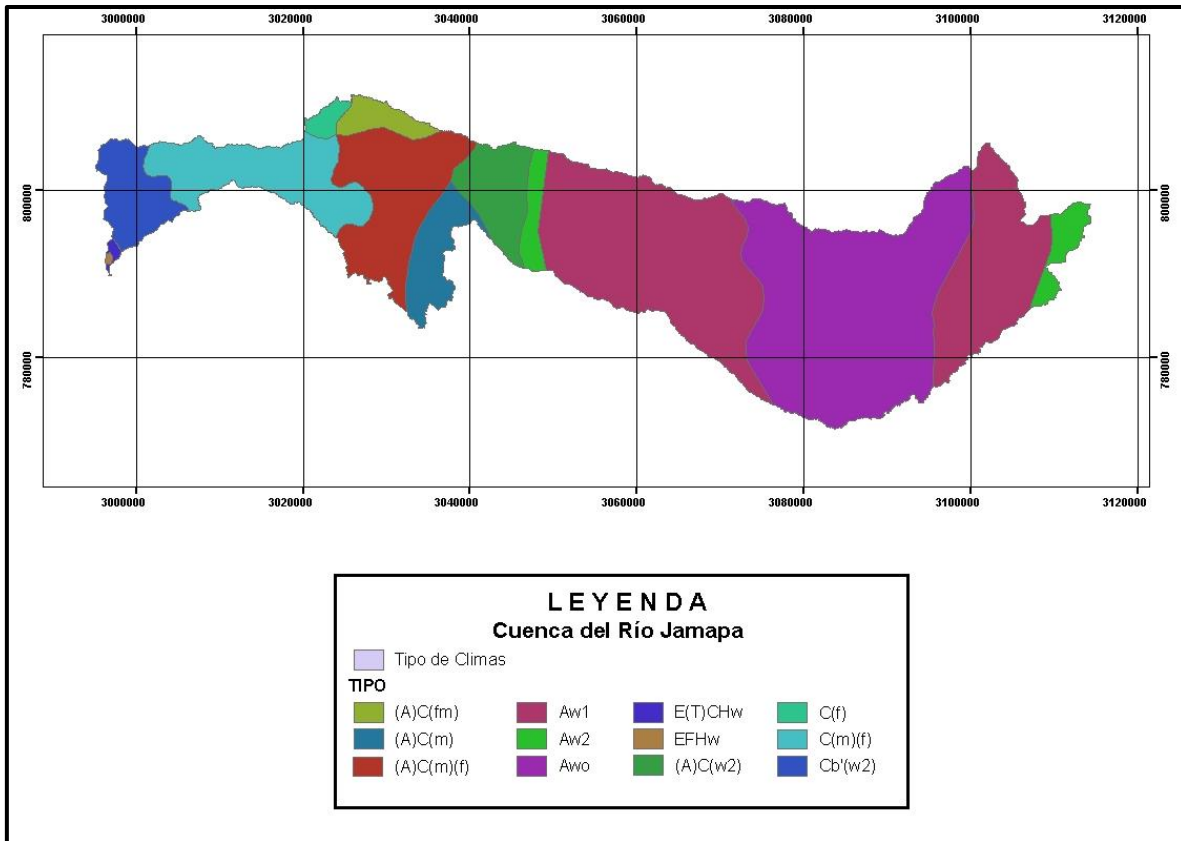 3000000 3020000 3040000 3060000 3080000 3100000 3120000
800000 800000
780000 780000
3000000 3020000 3040000 3060000 3080000 3100000 3120000
L E Y E N D A
Cuenca del Río Jamapa
Tipo de Climas
TIPO
(A)C(fm) Aw1 E(T)CHw C(f)
(A)C(m) Aw2 EFHw C(m)(f)
(A)C(m)(f) Awo (A)C(w2) Cb'(w2)